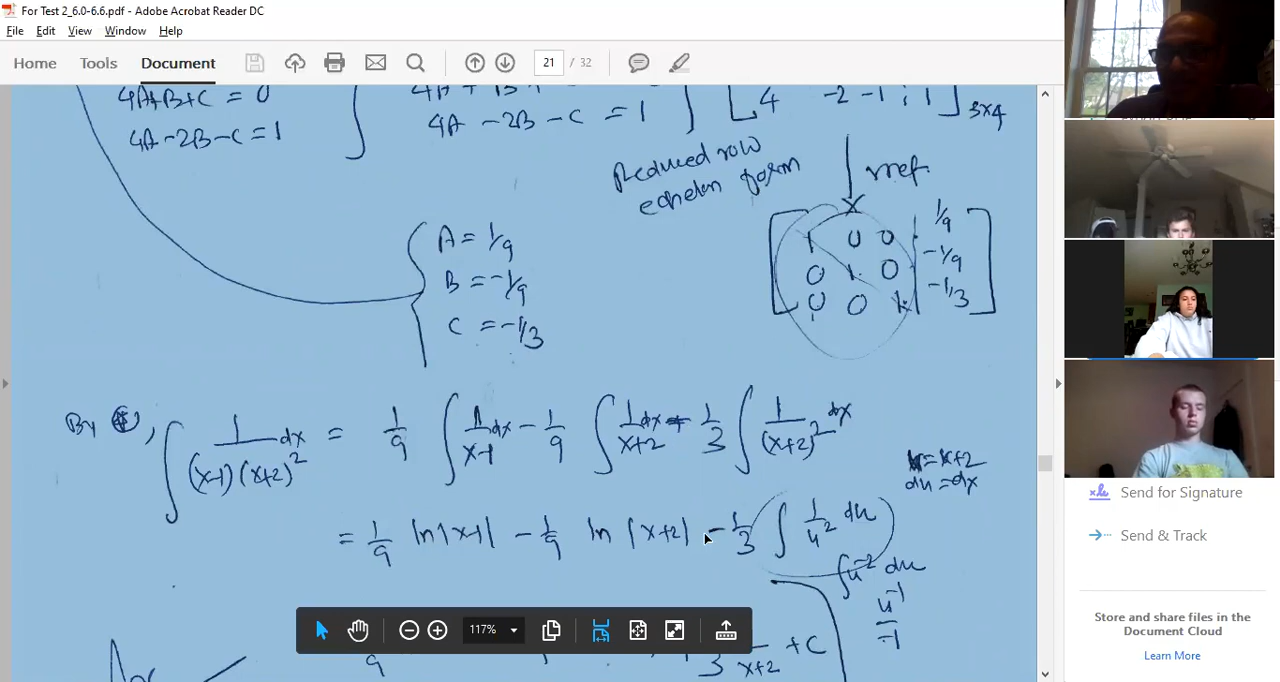 For Test 2_6.0-6.6.pdf - Adobe Acrobat Reader DC
File Edit View Window Help
Home Tools Document 21 / 32
4A+B+C = 0
4A-2B-C=1
4A - 2B - C = 1
4 -2 -1 ; 1
3x4
Reduced row
echelon form
rref
1 0 0 | 1/9
0 1 0 | -1/9
0 0 1 | -1/3
A = 1/9
B = -1/9
C = -1/3
By (*), ∫ 1/((x-1)(x+2)^2) dx = 1/9 ∫ 1/(x-1) dx - 1/9 ∫ 1/(x+2) dx - 1/3 ∫ 1/(x+2)^2 dx
u = x+2
du = dx
= 1/9 ln|x-1| - 1/9 ln|x+2| - 1/3 ∫ 1/u^2 du
∫u^-2 du
u^-1/-1
117%
9 3 x+2 + C
Send for Signature
Send & Track
Store and share files in the
Document Cloud
Learn More